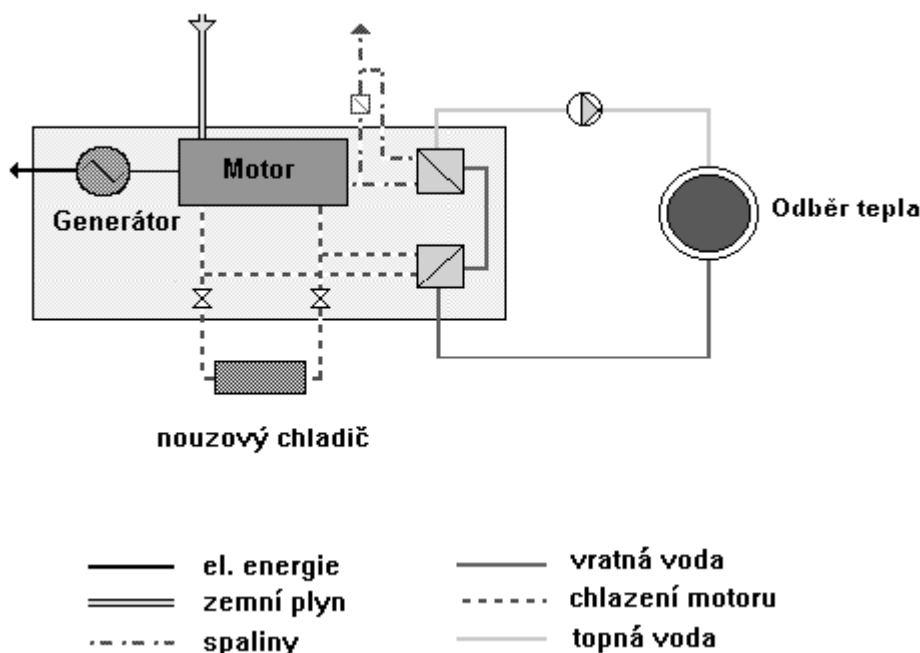 Motor
Generátor
Odběr tepla
nouzový chladič
el. energie
zemní plyn
spaliny
vratná voda
chlazení motoru
topná voda